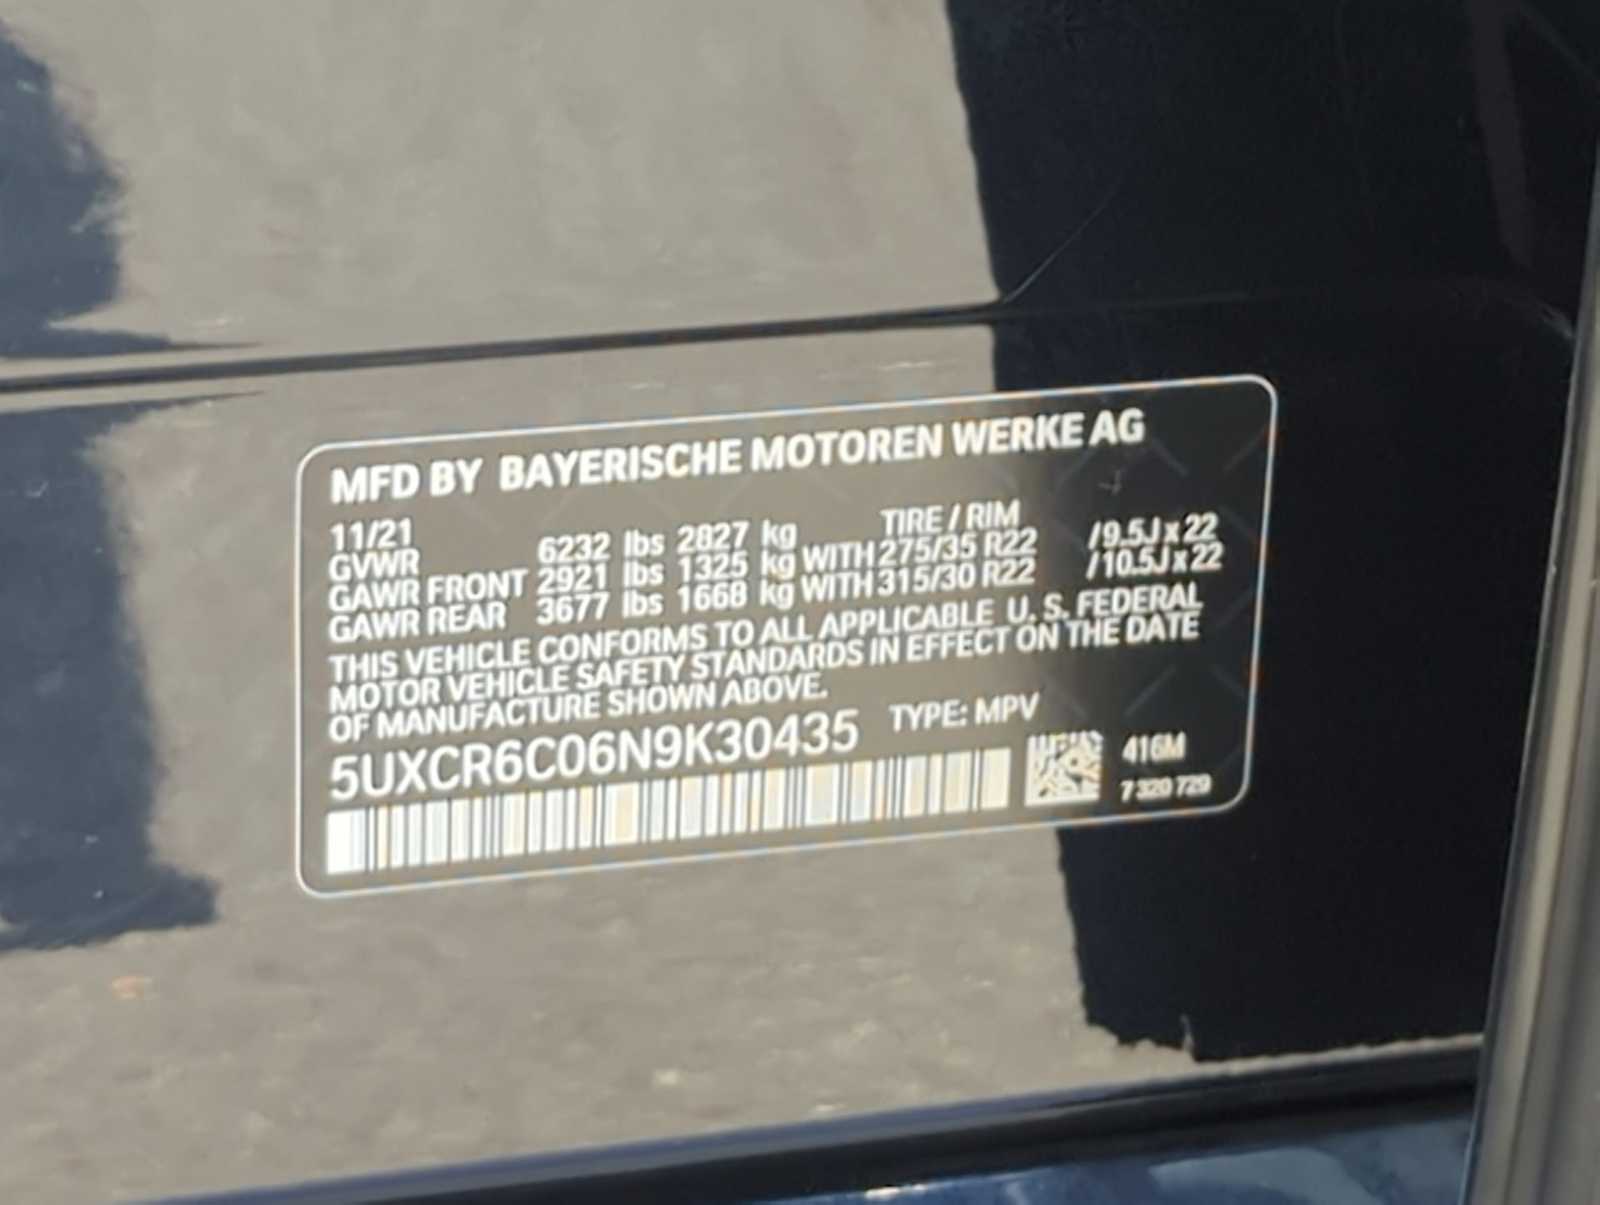 MFD BY BAYERISCHE MOTOREN WERKE AG
11/21 TIRE / RIM
GVWR 6232 lbs 2827 kg
GAWR FRONT 2921 lbs 1325 kg WITH 275/35 R22 /9.5J x 22
GAWR REAR 3677 lbs 1668 kg WITH 315/30 R22 /10.5J x 22
THIS VEHICLE CONFORMS TO ALL APPLICABLE U. S. FEDERAL
MOTOR VEHICLE SAFETY STANDARDS IN EFFECT ON THE DATE
OF MANUFACTURE SHOWN ABOVE.
5UXCR6C06N9K30435 TYPE: MPV
416M
7 320 729